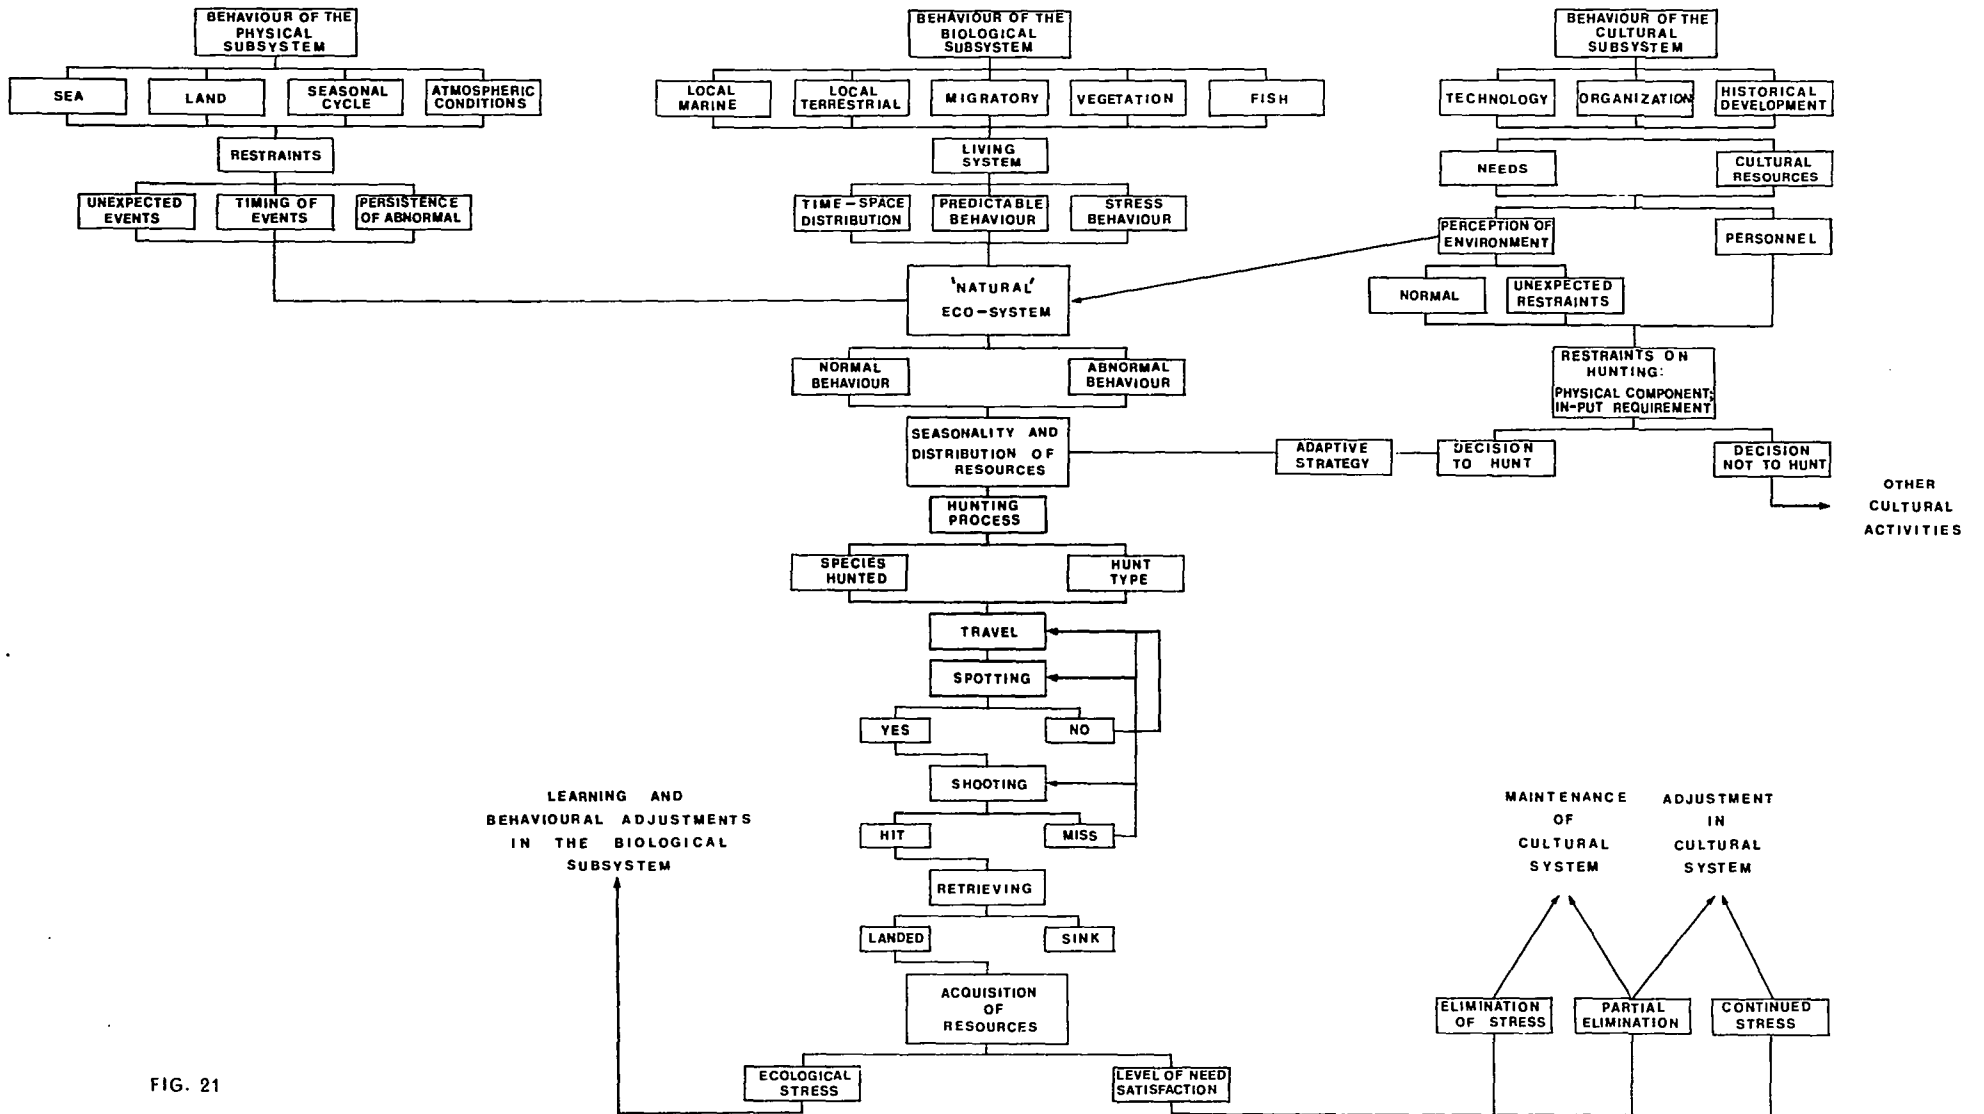 BEHAVIOUR OF THE
PHYSICAL
SUBSYSTEM
BEHAVIOUR OF THE
BIOLOGICAL
SUBSYSTEM
BEHAVIOUR OF THE
CULTURAL
SUBSYSTEM
SEA
LAND
SEASONAL
CYCLE
ATMOSPHERIC
CONDITIONS
LOCAL
MARINE
LOCAL
TERRESTRIAL
MIGRATORY
VEGETATION
FISH
TECHNOLOGY
ORGANIZATION
HISTORICAL
DEVELOPMENT
RESTRAINTS
LIVING
SYSTEM
NEEDS
CULTURAL
RESOURCES
UNEXPECTED
EVENTS
TIMING OF
EVENTS
PERSISTENCE
OF ABNORMAL
TIME-SPACE
DISTRIBUTION
PREDICTABLE
BEHAVIOUR
STRESS
BEHAVIOUR
PERCEPTION OF
ENVIRONMENT
PERSONNEL
'NATURAL'
ECO-SYSTEM
NORMAL
UNEXPECTED
RESTRAINTS
NORMAL
BEHAVIOUR
ABNORMAL
BEHAVIOUR
RESTRAINTS ON
HUNTING:
PHYSICAL COMPONENT;
IN-PUT REQUIREMENT
SEASONALITY AND
DISTRIBUTION OF
RESOURCES
ADAPTIVE
STRATEGY
DECISION
TO HUNT
DECISION
NOT TO HUNT
OTHER
CULTURAL
ACTIVITIES
HUNTING
PROCESS
SPECIES
HUNTED
HUNT
TYPE
TRAVEL
SPOTTING
YES
NO
SHOOTING
HIT
MISS
LEARNING AND
BEHAVIOURAL ADJUSTMENTS
IN THE BIOLOGICAL
SUBSYSTEM
MAINTENANCE
OF
CULTURAL
SYSTEM
ADJUSTMENT
IN
CULTURAL
SYSTEM
RETRIEVING
LANDED
SINK
ACQUISITION
OF
RESOURCES
ELIMINATION
OF STRESS
PARTIAL
ELIMINATION
CONTINUED
STRESS
ECOLOGICAL
STRESS
LEVEL OF NEED
SATISFACTION
FIG. 21